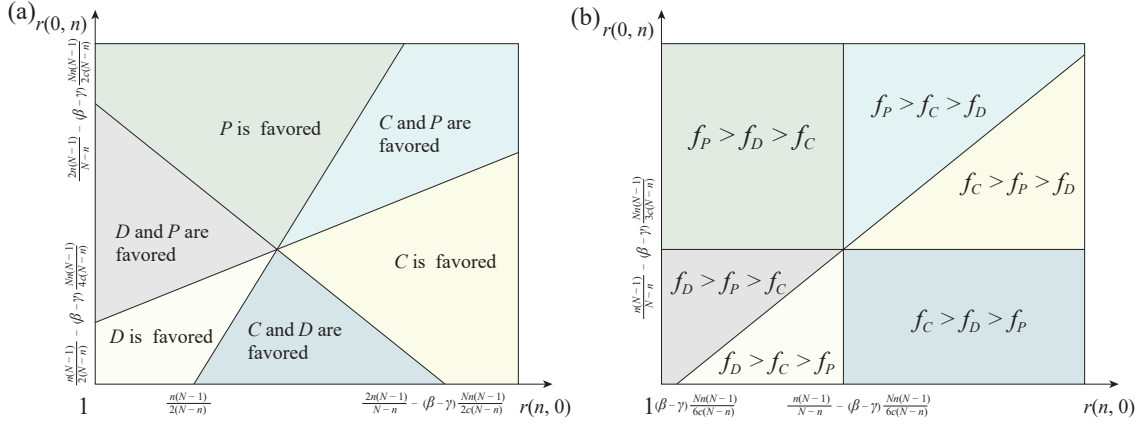 (a)
r(0, n)
2n(N−1)/N−n − (β−γ) Nn(N−1)/2c(N−n)
n(N−1)/2(N−n) − (β−γ) Nn(N−1)/4c(N−n)
P is favored
C and P are
favored
D and P are
favored
C is favored
D is favored
C and D are
favored
1
n(N−1)/2(N−n)
2n(N−1)/N−n − (β−γ) Nn(N−1)/2c(N−n)
r(n, 0)
(b)
r(0, n)
n(N−1)/N−n − (β−γ) Nn(N−1)/3c(N−n)
f_P > f_D > f_C
f_P > f_C > f_D
f_C > f_P > f_D
f_D > f_P > f_C
f_D > f_C > f_P
f_C > f_D > f_P
1
(β−γ) Nn(N−1)/6c(N−n)
n(N−1)/N−n − (β−γ) Nn(N−1)/6c(N−n)
r(n, 0)